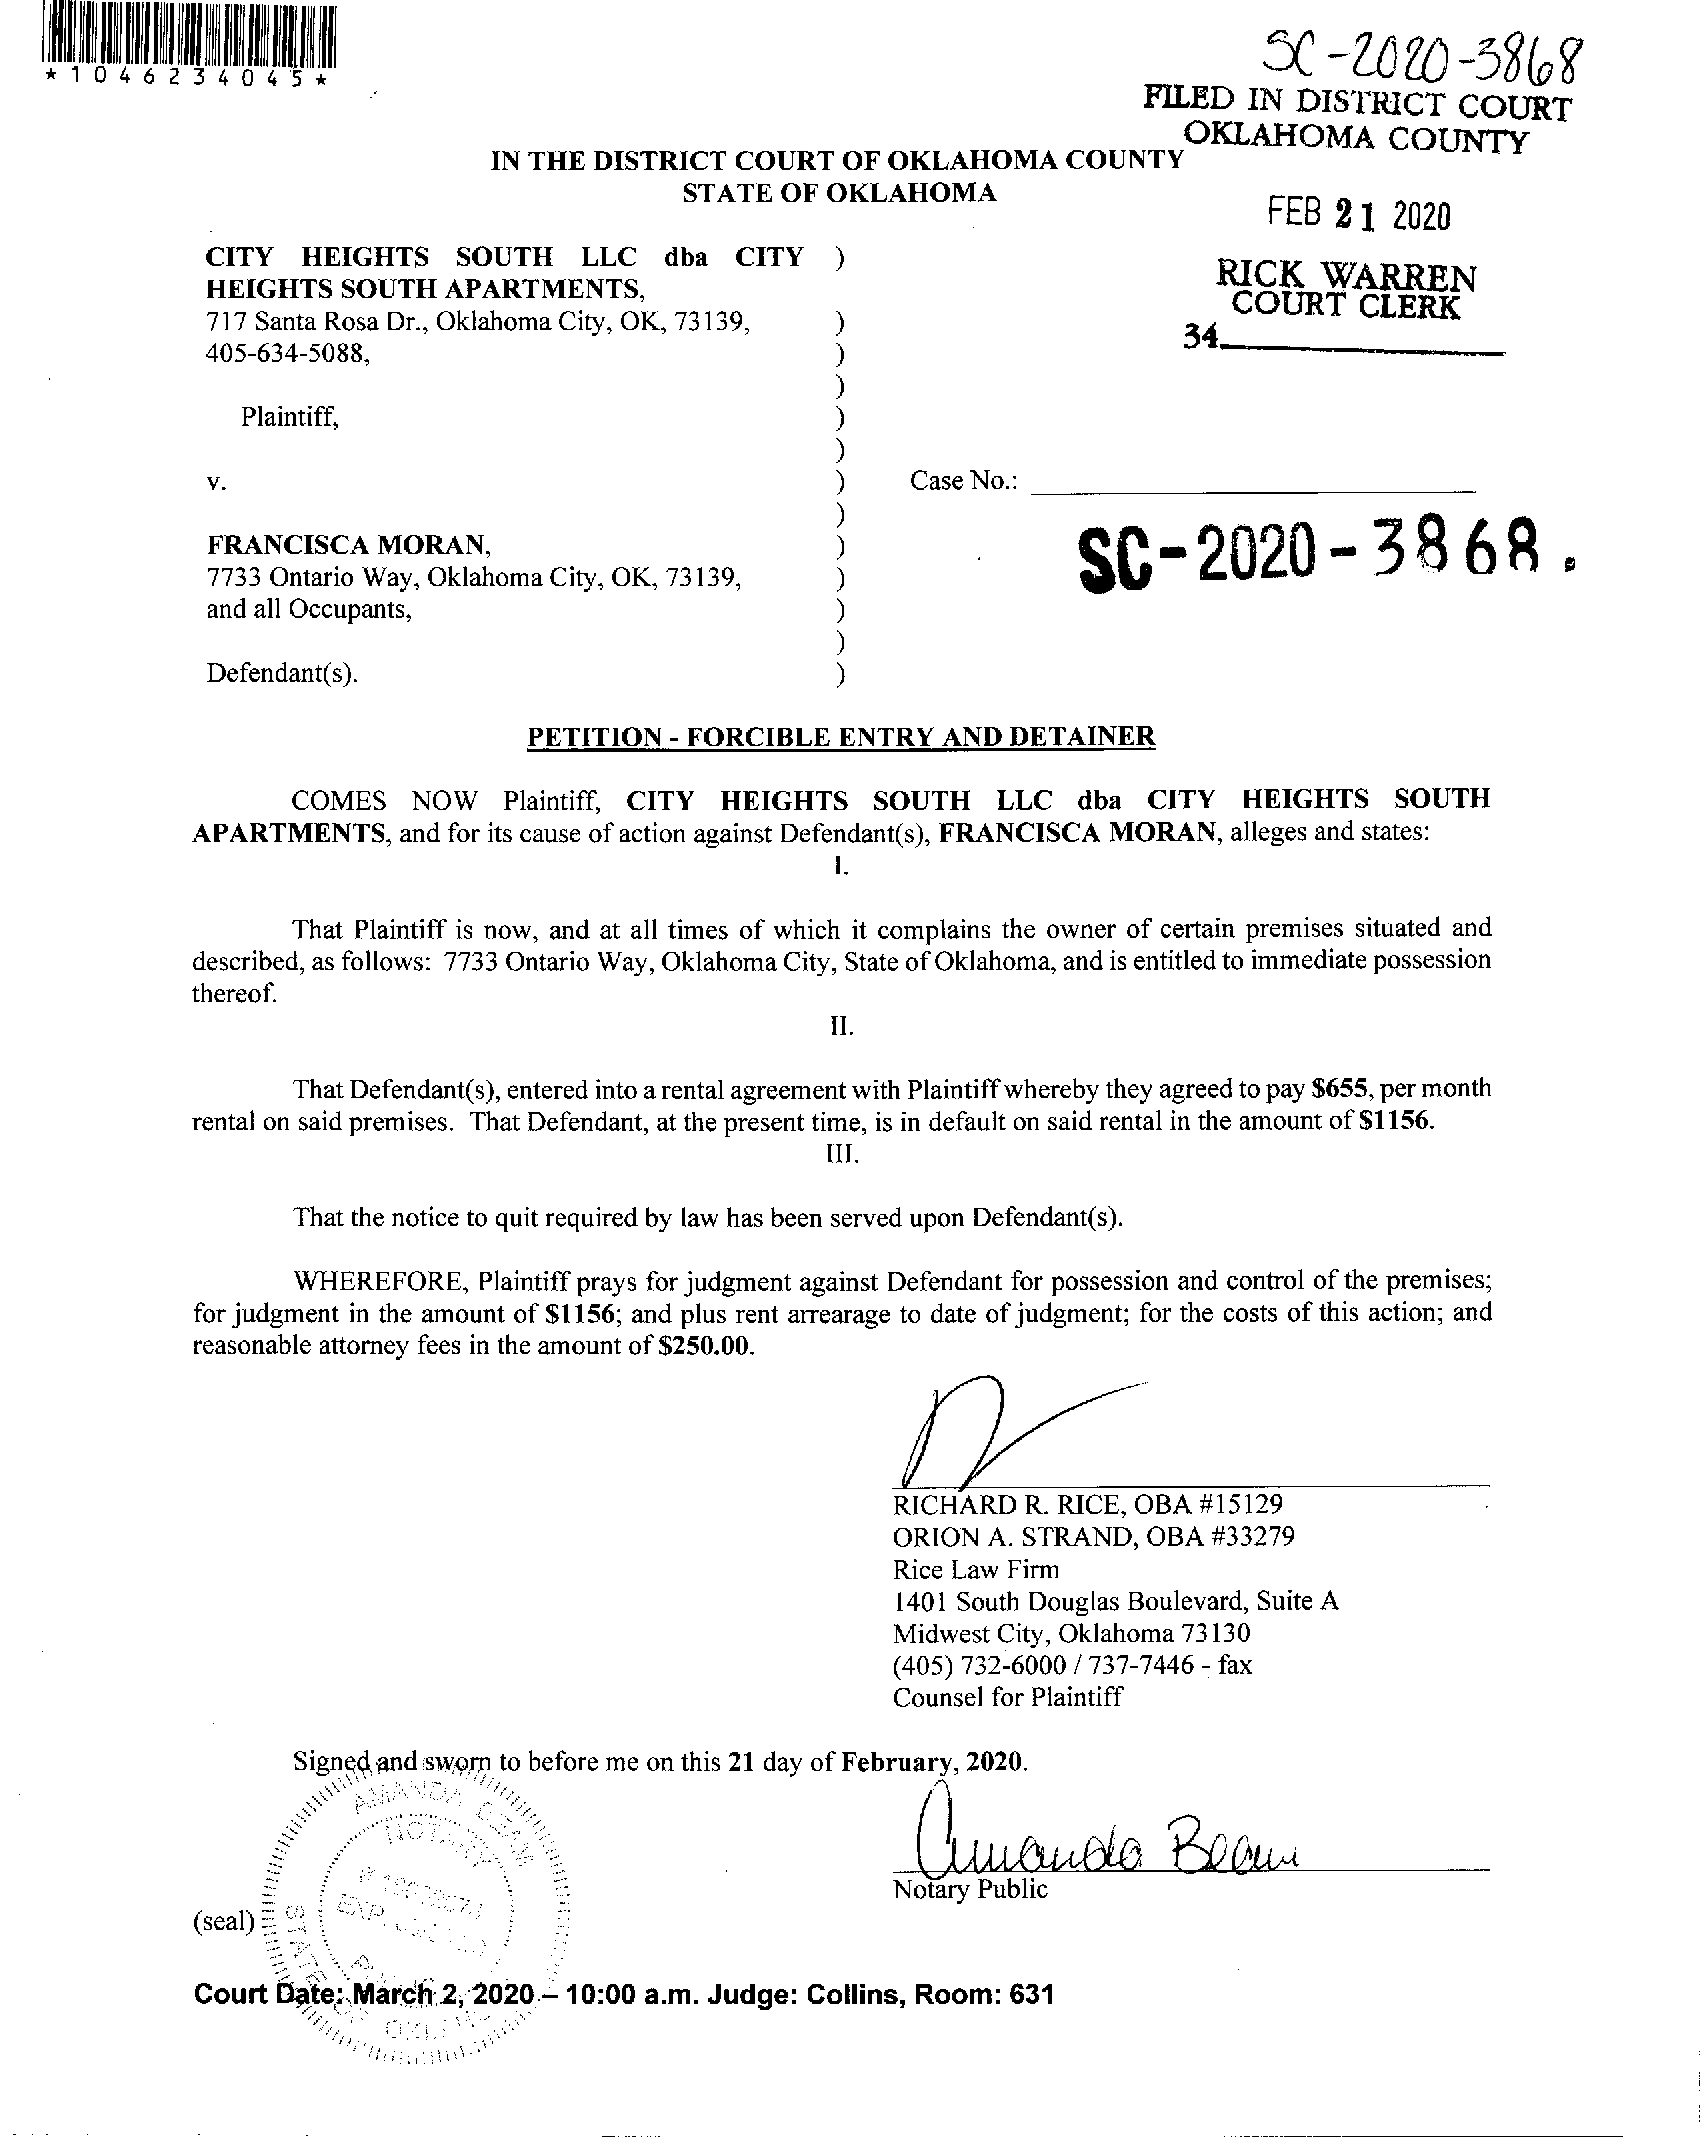 *1046234045*
SC-2020-3868
FILED IN DISTRICT COURT
OKLAHOMA COUNTY
IN THE DISTRICT COURT OF OKLAHOMA COUNTY
STATE OF OKLAHOMA
FEB 21 2020
RICK WARREN
COURT CLERK
34
CITY HEIGHTS SOUTH LLC dba CITY )
HEIGHTS SOUTH APARTMENTS,
717 Santa Rosa Dr., Oklahoma City, OK, 73139, )
405-634-5088, )
)
Plaintiff, )
)
v. ) Case No.:
)
SC-2020-3868.
FRANCISCA MORAN, )
7733 Ontario Way, Oklahoma City, OK, 73139, )
and all Occupants, )
)
Defendant(s). )
PETITION - FORCIBLE ENTRY AND DETAINER
COMES NOW Plaintiff, CITY HEIGHTS SOUTH LLC dba CITY HEIGHTS SOUTH
APARTMENTS, and for its cause of action against Defendant(s), FRANCISCA MORAN, alleges and states:
I.
That Plaintiff is now, and at all times of which it complains the owner of certain premises situated and
described, as follows: 7733 Ontario Way, Oklahoma City, State of Oklahoma, and is entitled to immediate possession
thereof.
II.
That Defendant(s), entered into a rental agreement with Plaintiff whereby they agreed to pay $655, per month
rental on said premises. That Defendant, at the present time, is in default on said rental in the amount of $1156.
III.
That the notice to quit required by law has been served upon Defendant(s).
WHEREFORE, Plaintiff prays for judgment against Defendant for possession and control of the premises;
for judgment in the amount of $1156; and plus rent arrearage to date of judgment; for the costs of this action; and
reasonable attorney fees in the amount of $250.00.
RICHARD R. RICE, OBA #15129
ORION A. STRAND, OBA #33279
Rice Law Firm
1401 South Douglas Boulevard, Suite A
Midwest City, Oklahoma 73130
(405) 732-6000 / 737-7446 - fax
Counsel for Plaintiff
Signed and sworn to before me on this 21 day of February, 2020.
AMANDA BEAM
NOTARY
EXP.
STATE OF
Amanda Beam
Notary Public
(seal)
Court Date: March 2, 2020 – 10:00 a.m. Judge: Collins, Room: 631